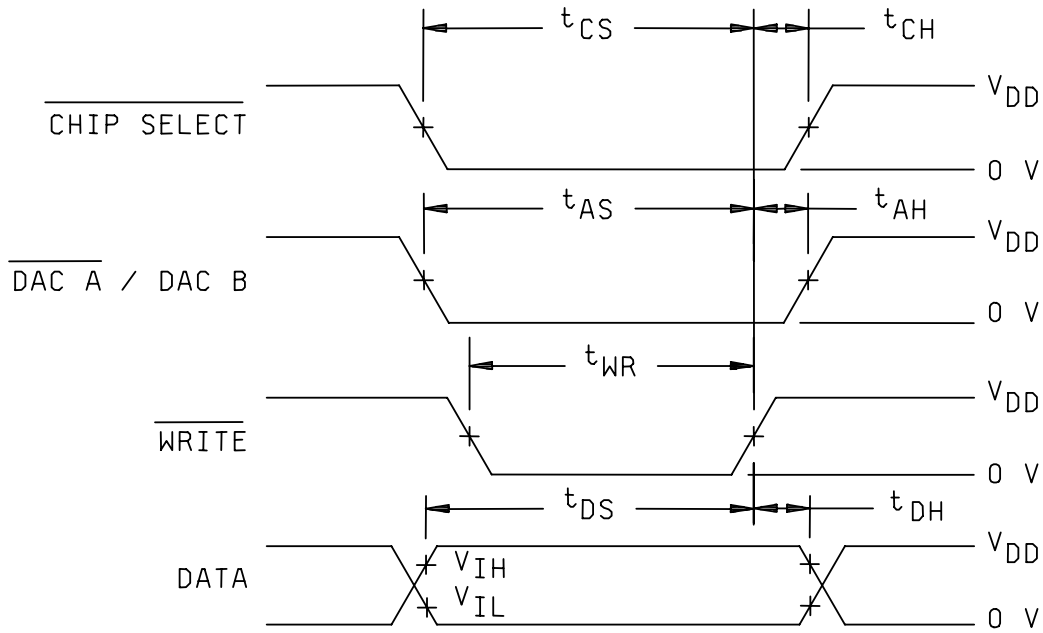 tCS
tCH
CHIP SELECT
VDD
0 V
tAS
tAH
DAC A / DAC B
VDD
0 V
tWR
WRITE
VDD
0 V
tDS
tDH
DATA
VIH
VIL
VDD
0 V